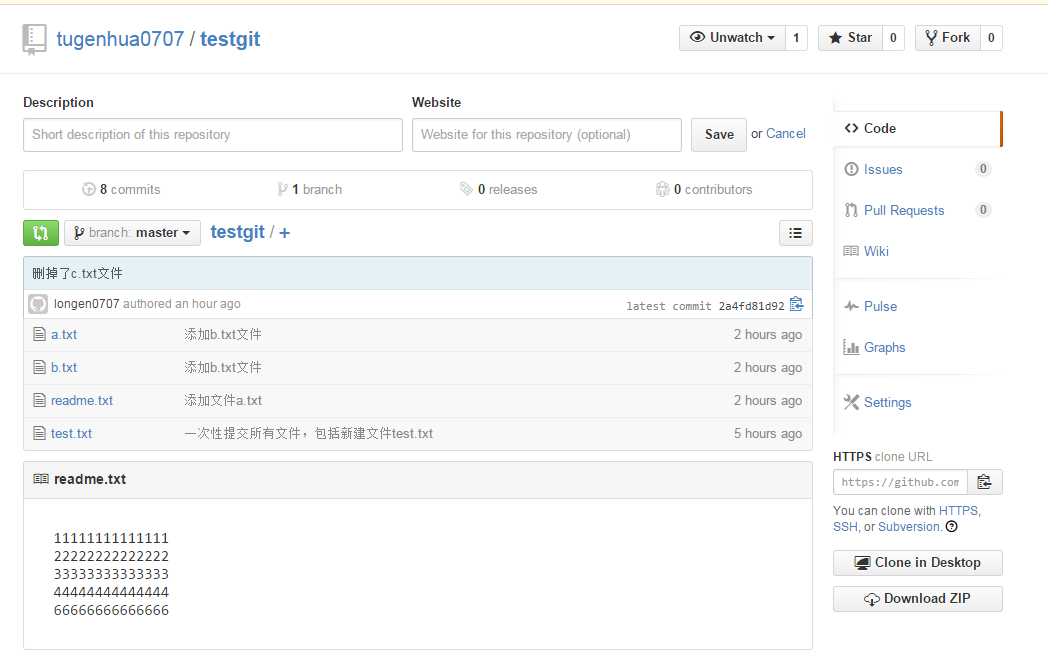 tugenhua0707 / testgit
Unwatch 1 Star 0 Fork 0
Description Website
Short description of this repository Website for this repository (optional) Save or Cancel
8 commits 1 branch 0 releases 0 contributors
branch: master testgit / +
删掉了c.txt文件
longen0707 authored an hour ago latest commit 2a4fd81d92
a.txt 添加b.txt文件 2 hours ago
b.txt 添加b.txt文件 2 hours ago
readme.txt 添加文件a.txt 2 hours ago
test.txt 一次性提交所有文件，包括新建文件test.txt 5 hours ago
readme.txt
11111111111111
22222222222222
33333333333333
44444444444444
66666666666666
Code
Issues 0
Pull Requests 0
Wiki
Pulse
Graphs
Settings
HTTPS clone URL
https://github.com
You can clone with HTTPS,
SSH, or Subversion.
Clone in Desktop
Download ZIP